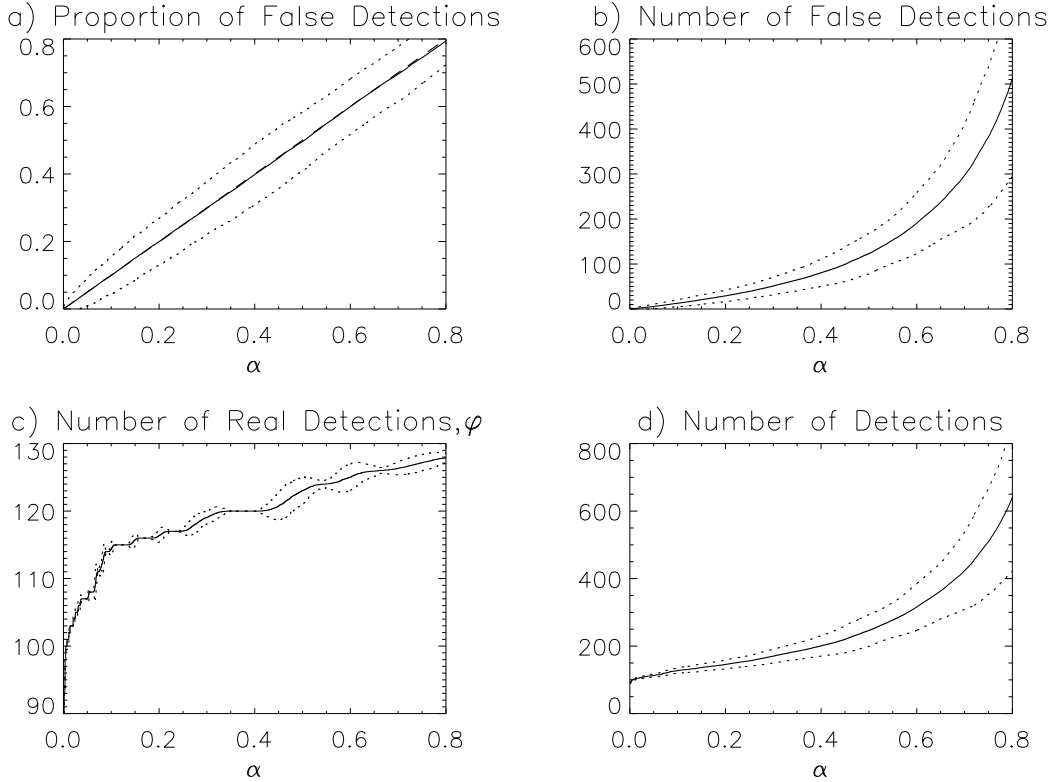 a) Proportion of False Detections
0.8
0.6
0.4
0.2
0.0
0.0 0.2 0.4 0.6 0.8
α
b) Number of False Detections
600
500
400
300
200
100
0
0.0 0.2 0.4 0.6 0.8
α
c) Number of Real Detections,φ
130
120
110
100
90
0.0 0.2 0.4 0.6 0.8
α
d) Number of Detections
800
600
400
200
0
0.0 0.2 0.4 0.6 0.8
α